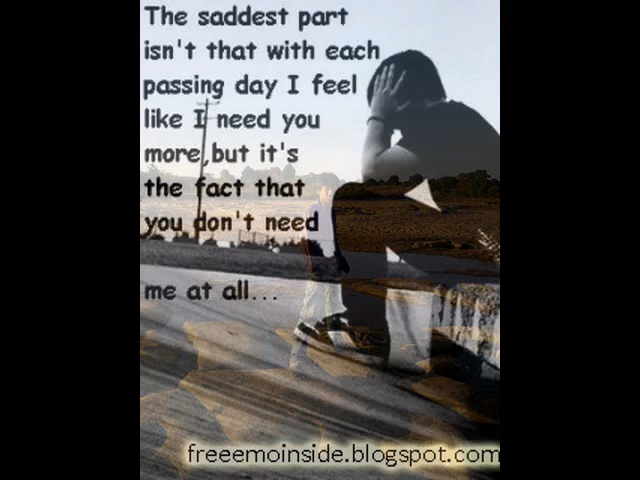 The saddest part
isn't that with each
passing day I feel
like I need you
more,but it's
the fact that
you don't need
me at all...
freeemoinside.blogspot.com